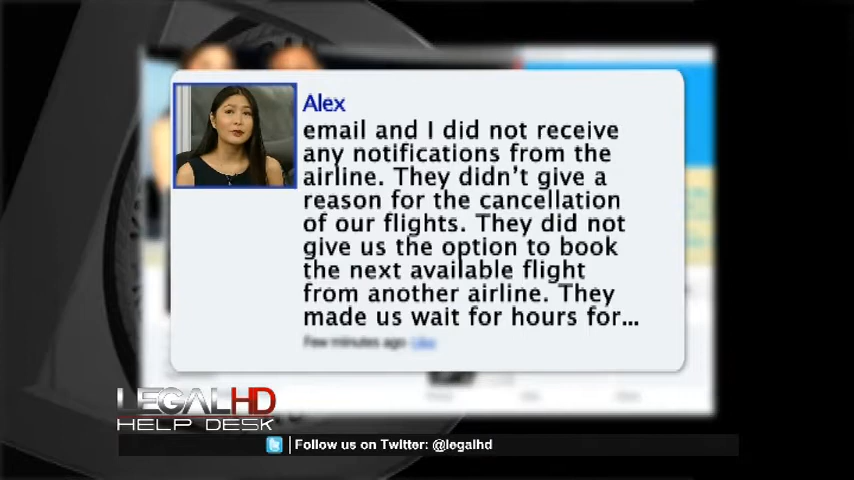 Alex
email and I did not receive
any notifications from the
airline. They didn't give a
reason for the cancellation
of our flights. They did not
give us the option to book
the next available flight
from another airline. They
made us wait for hours for...
Few minutes ago Like
LEGALHD
HELP DESK
Follow us on Twitter: @legalhd